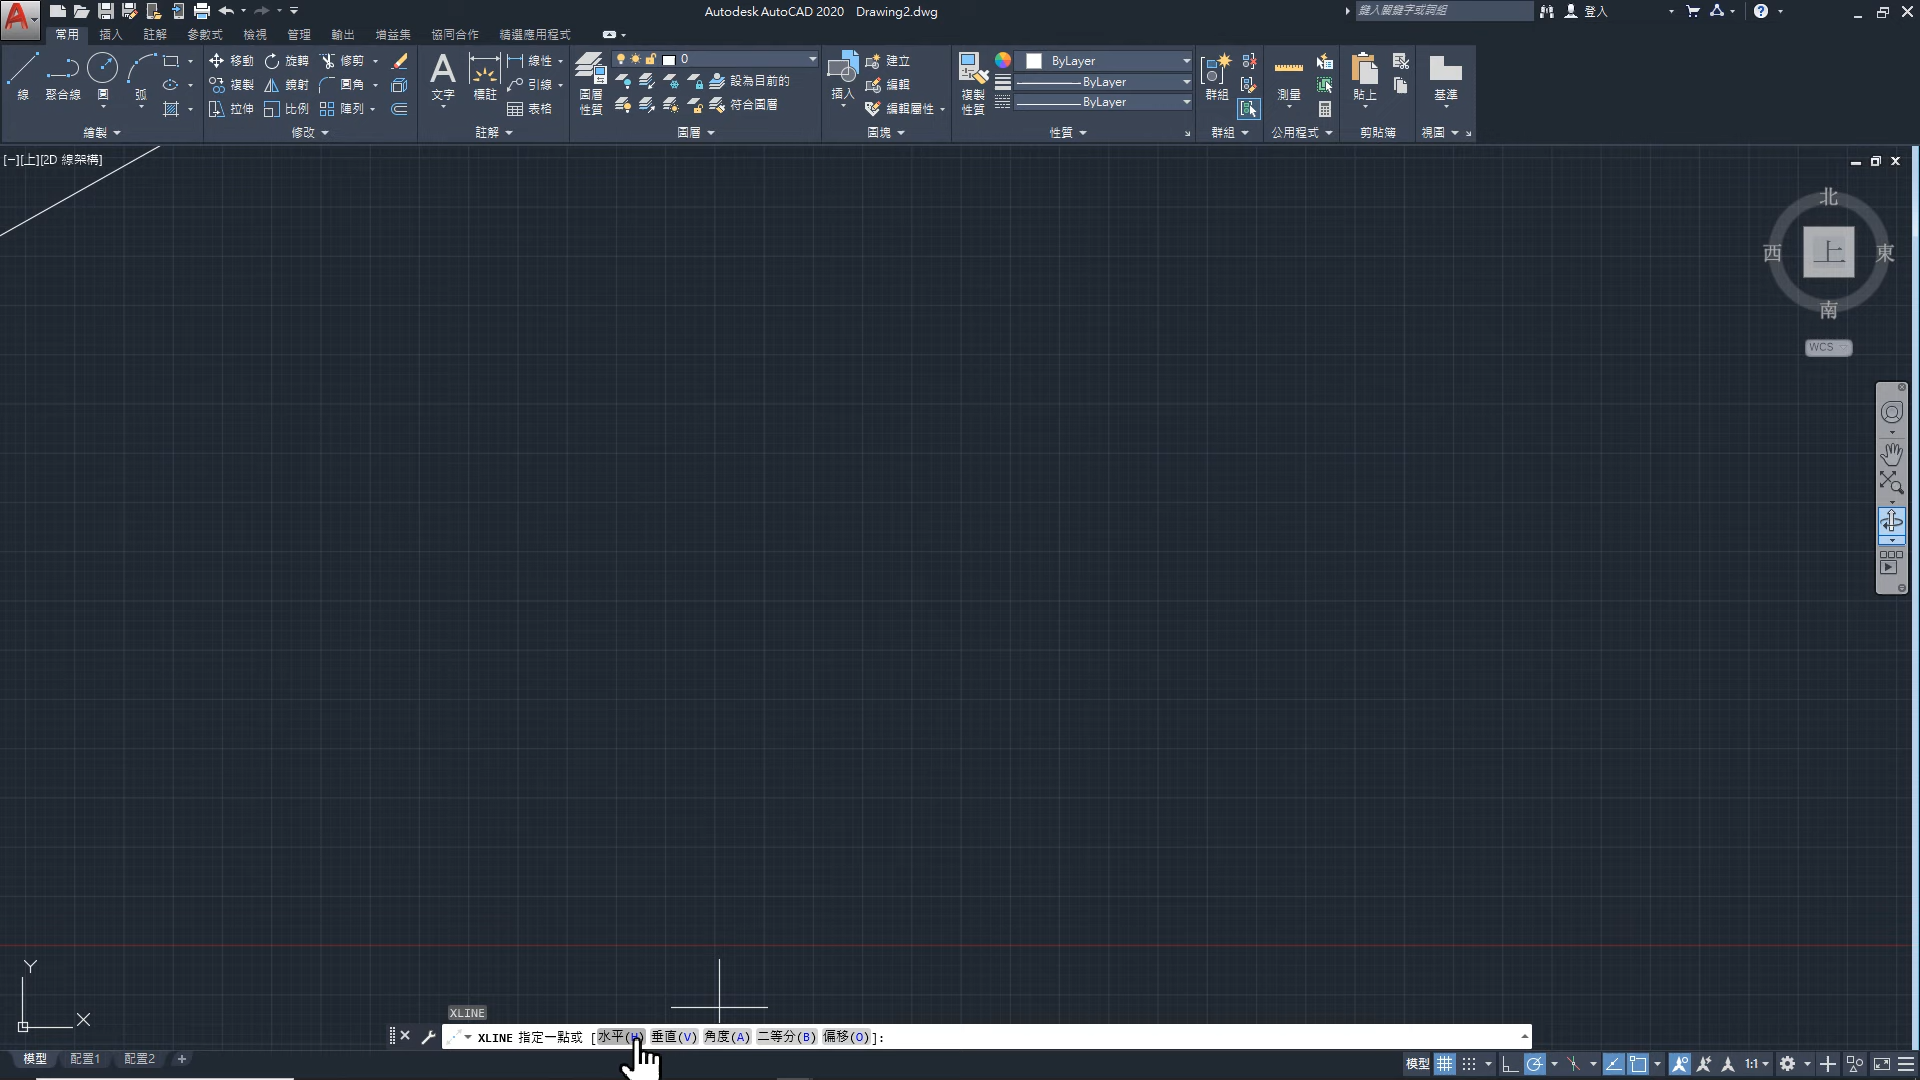 Autodesk AutoCAD 2020 Drawing2.dwg
鍵入關鍵字或詞組
登入
常用 插入 註解 參數式 檢視 管理 輸出 增益集 協同合作 精選應用程式
線 聚合線 圓 弧
繪製
移動 旋轉 修剪
複製 鏡射 圓角
拉伸 比例 陣列
修改
文字 標註
線性
引線
表格
註解
圖層
性質
0
設為目前的
符合圖層
圖層
插入
建立
編輯
編輯屬性
圖塊
複製
性質
ByLayer
ByLayer
ByLayer
性質
群組
群組
測量
公用程式
貼上
剪貼簿
基準
視圖
[−][上][2D 線架構]
北
西 上 東
南
WCS
Y
X
XLINE
XLINE 指定一點或 [水平(H) 垂直(V) 角度(A) 二等分(B) 偏移(O)]:
模型 配置1 配置2 +
模型 1:1